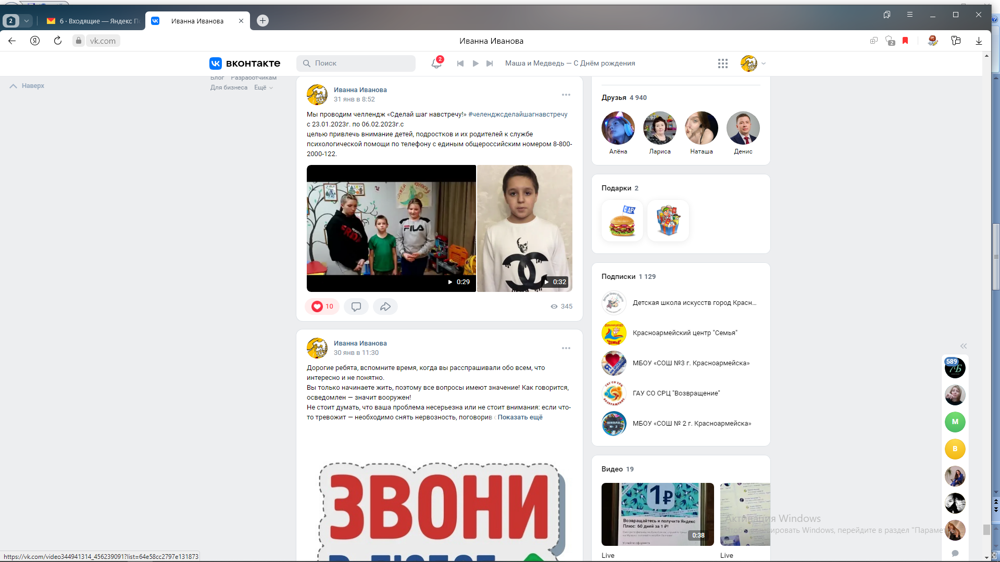 2
6 · Входящие — Яндекс П
Иванна Иванова
vk.com
Иванна Иванова
2
вконтакте
Поиск
2
Маша и Медведь — С Днём рождения
Наверх
Блог Разработчикам
Для бизнеса Ещё
Иванна Иванова
31 янв в 8:52
Мы проводим челлендж «Сделай шаг навстречу!» #челенджсделайшагнавстречу
с 23.01.2023г. по 06.02.2023г.с
целью привлечь внимание детей, подростков и их родителей к службе
психологической помощи по телефону с единым общероссийским номером 8-800-
2000-122.
FILA
0:29
0:32
10
345
Иванна Иванова
30 янв в 11:30
Дорогие ребята, вспомните время, когда вы расспрашивали обо всем, что
интересно и не понятно.
Вы только начинаете жить, поэтому все вопросы имеют значение! Как говорится,
осведомлен — значит вооружен!
Не стоит думать, что ваша проблема несерьезна или не стоит внимания: если что-
то тревожит — необходимо снять нервозность, поговорив с Показать ещё
ЗВОНИ
Друзья 4 940
Алёна
Лариса
Наташа
Денис
Подарки 2
С ДР
Подписки 1 129
Детская школа искусств город Красн...
Красноармейский центр "Семья"
МБОУ «СОШ №3 г. Красноармейска»
ГАУ СО СРЦ "Возвращение"
МБОУ «СОШ № 2 г. Красноармейска»
Видео 19
1₽
Возвращайтесь и получите Яндекс
Плюс: 60 дней за 1 ₽!
0:38
Live
Live
589
7Б
М
В
Активация Windows
Чтобы активировать Windows, перейдите в раздел "Параметры
https://vk.com/video344941314_456239091?list=64e58cc2797e131873